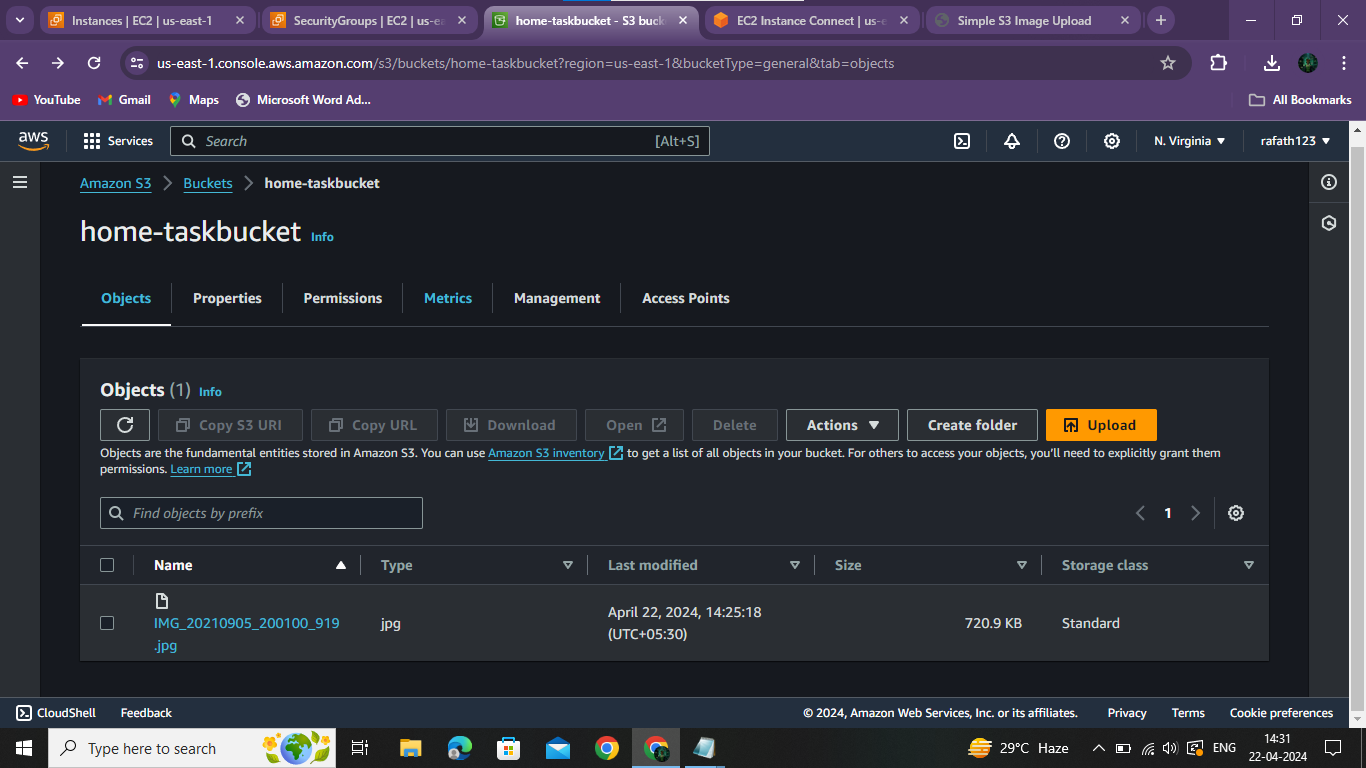 Instances | EC2 | us-east-1
SecurityGroups | EC2 | us-ea
home-taskbucket - S3 buck
EC2 Instance Connect | us-e
Simple S3 Image Upload
us-east-1.console.aws.amazon.com/s3/buckets/home-taskbucket?region=us-east-1&bucketType=general&tab=objects
YouTube
Gmail
Maps
Microsoft Word Ad...
All Bookmarks
aws
Services
Search
[Alt+S]
N. Virginia
rafath123
Amazon S3
Buckets
home-taskbucket
home-taskbucket Info
Objects
Properties
Permissions
Metrics
Management
Access Points
Objects (1) Info
Copy S3 URI
Copy URL
Download
Open
Delete
Actions
Create folder
Upload
Objects are the fundamental entities stored in Amazon S3. You can use Amazon S3 inventory to get a list of all objects in your bucket. For others to access your objects, you'll need to explicitly grant them
permissions. Learn more
Find objects by prefix
1
Name
Type
Last modified
Size
Storage class
IMG_20210905_200100_919
.jpg
jpg
April 22, 2024, 14:25:18
(UTC+05:30)
720.9 KB
Standard
CloudShell
Feedback
© 2024, Amazon Web Services, Inc. or its affiliates.
Privacy
Terms
Cookie preferences
Type here to search
29°C Haze
ENG
14:31
22-04-2024